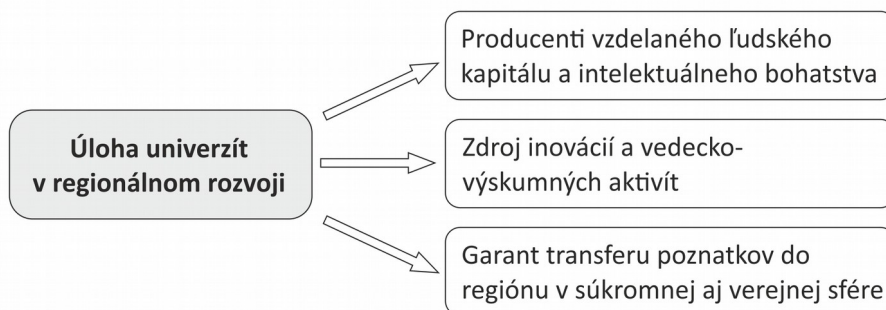 Producenti vzdelaného ľudského
kapitálu a intelektuálneho bohatstva
Úloha univerzít
v regionálnom rozvoji
Zdroj inovácií a vedecko-
výskumných aktivít
Garant transferu poznatkov do
regiónu v súkromnej aj verejnej sfére